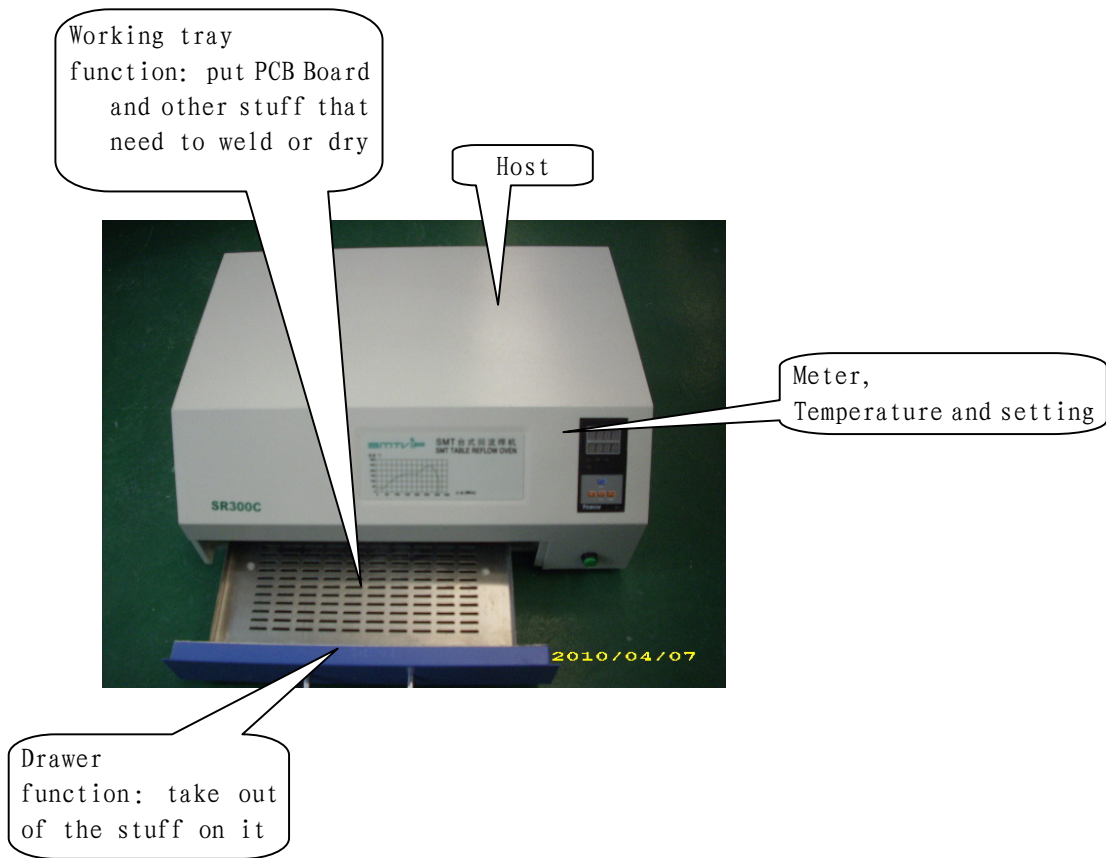 Working tray
function: put PCB Board
and other stuff that
need to weld or dry
Host
Meter,
Temperature and setting
SMTVIP
SMT台式回流焊机
SMT TABLE REFLOW OVEN
SR300C
2010/04/07
Drawer
function: take out
of the stuff on it